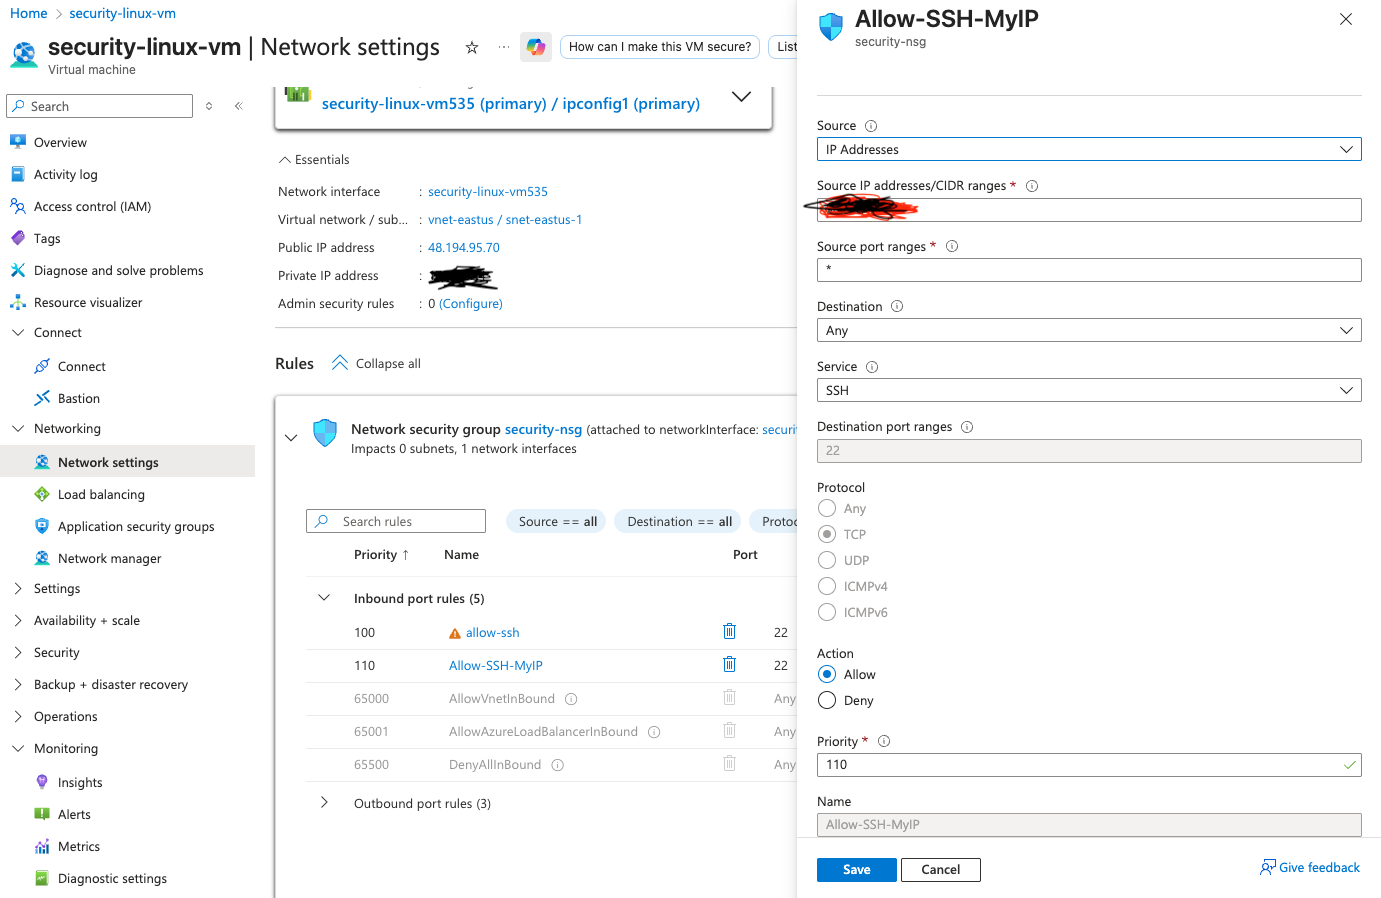 Home > security-linux-vm
security-linux-vm | Network settings
Virtual machine
How can I make this VM secure?
List
Search
Overview
Activity log
Access control (IAM)
Tags
Diagnose and solve problems
Resource visualizer
Connect
Connect
Bastion
Networking
Network settings
Load balancing
Application security groups
Network manager
Settings
Availability + scale
Security
Backup + disaster recovery
Operations
Monitoring
Insights
Alerts
Metrics
Diagnostic settings
security-linux-vm535 (primary) / ipconfig1 (primary)
Essentials
Network interface : security-linux-vm535
Virtual network / sub... : vnet-eastus / snet-eastus-1
Public IP address : 48.194.95.70
Private IP address :
Admin security rules : 0 (Configure)
Rules Collapse all
Network security group security-nsg (attached to networkInterface: securi
Impacts 0 subnets, 1 network interfaces
Search rules Source == all Destination == all Protoc
Priority ↑ Name Port
Inbound port rules (5)
100 allow-ssh 22
110 Allow-SSH-MyIP 22
65000 AllowVnetInBound Any
65001 AllowAzureLoadBalancerInBound Any
65500 DenyAllInBound Any
Outbound port rules (3)
Allow-SSH-MyIP
security-nsg
Source
IP Addresses
Source IP addresses/CIDR ranges *
Source port ranges *
*
Destination
Any
Service
SSH
Destination port ranges
22
Protocol
Any
TCP
UDP
ICMPv4
ICMPv6
Action
Allow
Deny
Priority *
110
Name
Allow-SSH-MyIP
Save Cancel
Give feedback